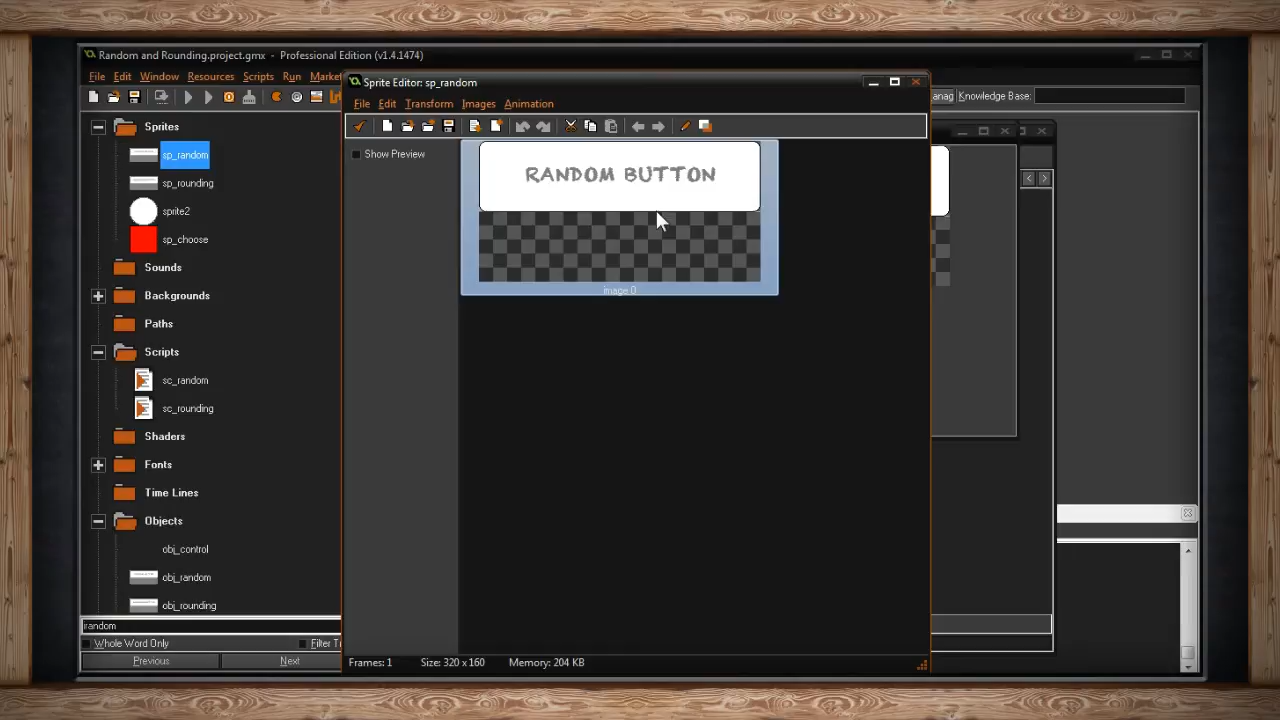 Random and Rounding.project.gmx - Professional Edition (v1.4.1474)
File Edit Window Resources Scripts Run Market
Knowledge Base:
Sprite Editor: sp_random
File Edit Transform Images Animation
Show Preview
RANDOM BUTTON
image 0
Frames: 1 Size: 320 x 160 Memory: 204 KB
Sprites
sp_random
sp_rounding
sprite2
sp_choose
Sounds
Backgrounds
Paths
Scripts
sc_random
sc_rounding
Shaders
Fonts
Time Lines
Objects
obj_control
obj_random
obj_rounding
irandom
Whole Word Only
Previous Next